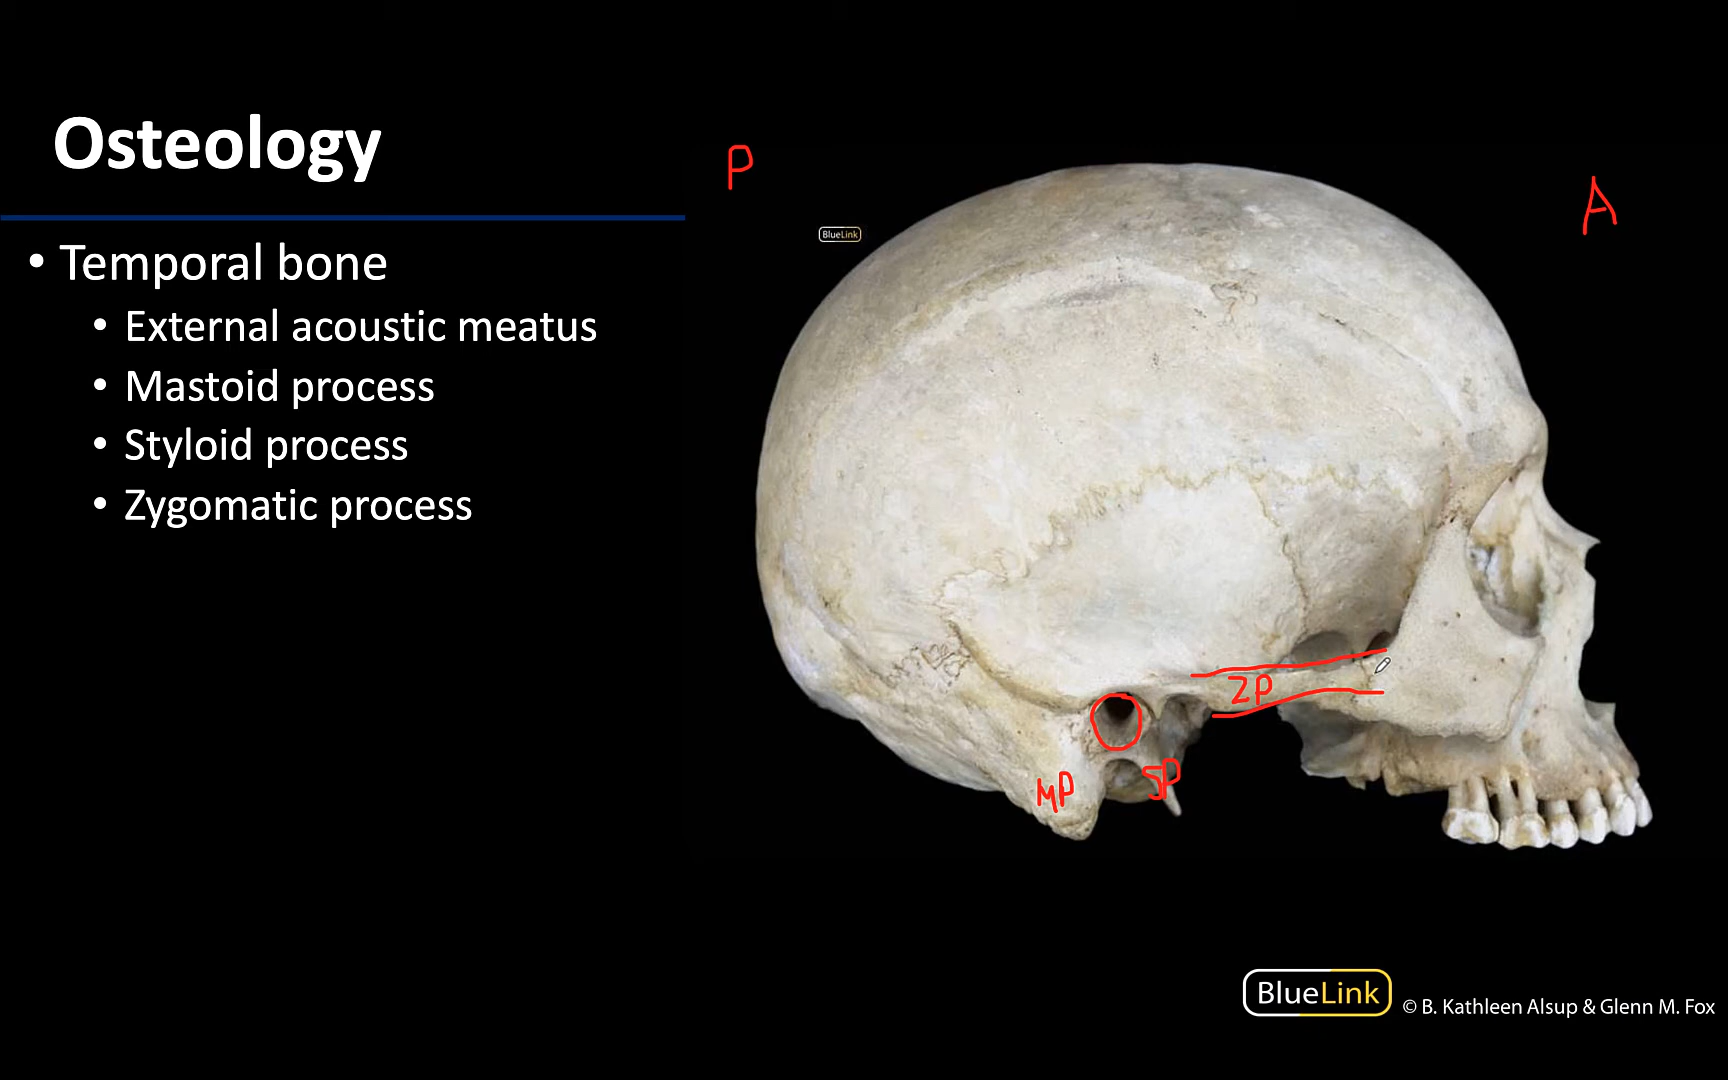 Osteology
P
A
BlueLink
• Temporal bone
• External acoustic meatus
• Mastoid process
• Styloid process
• Zygomatic process
ZP
MP
SP
BlueLink © B. Kathleen Alsup & Glenn M. Fox